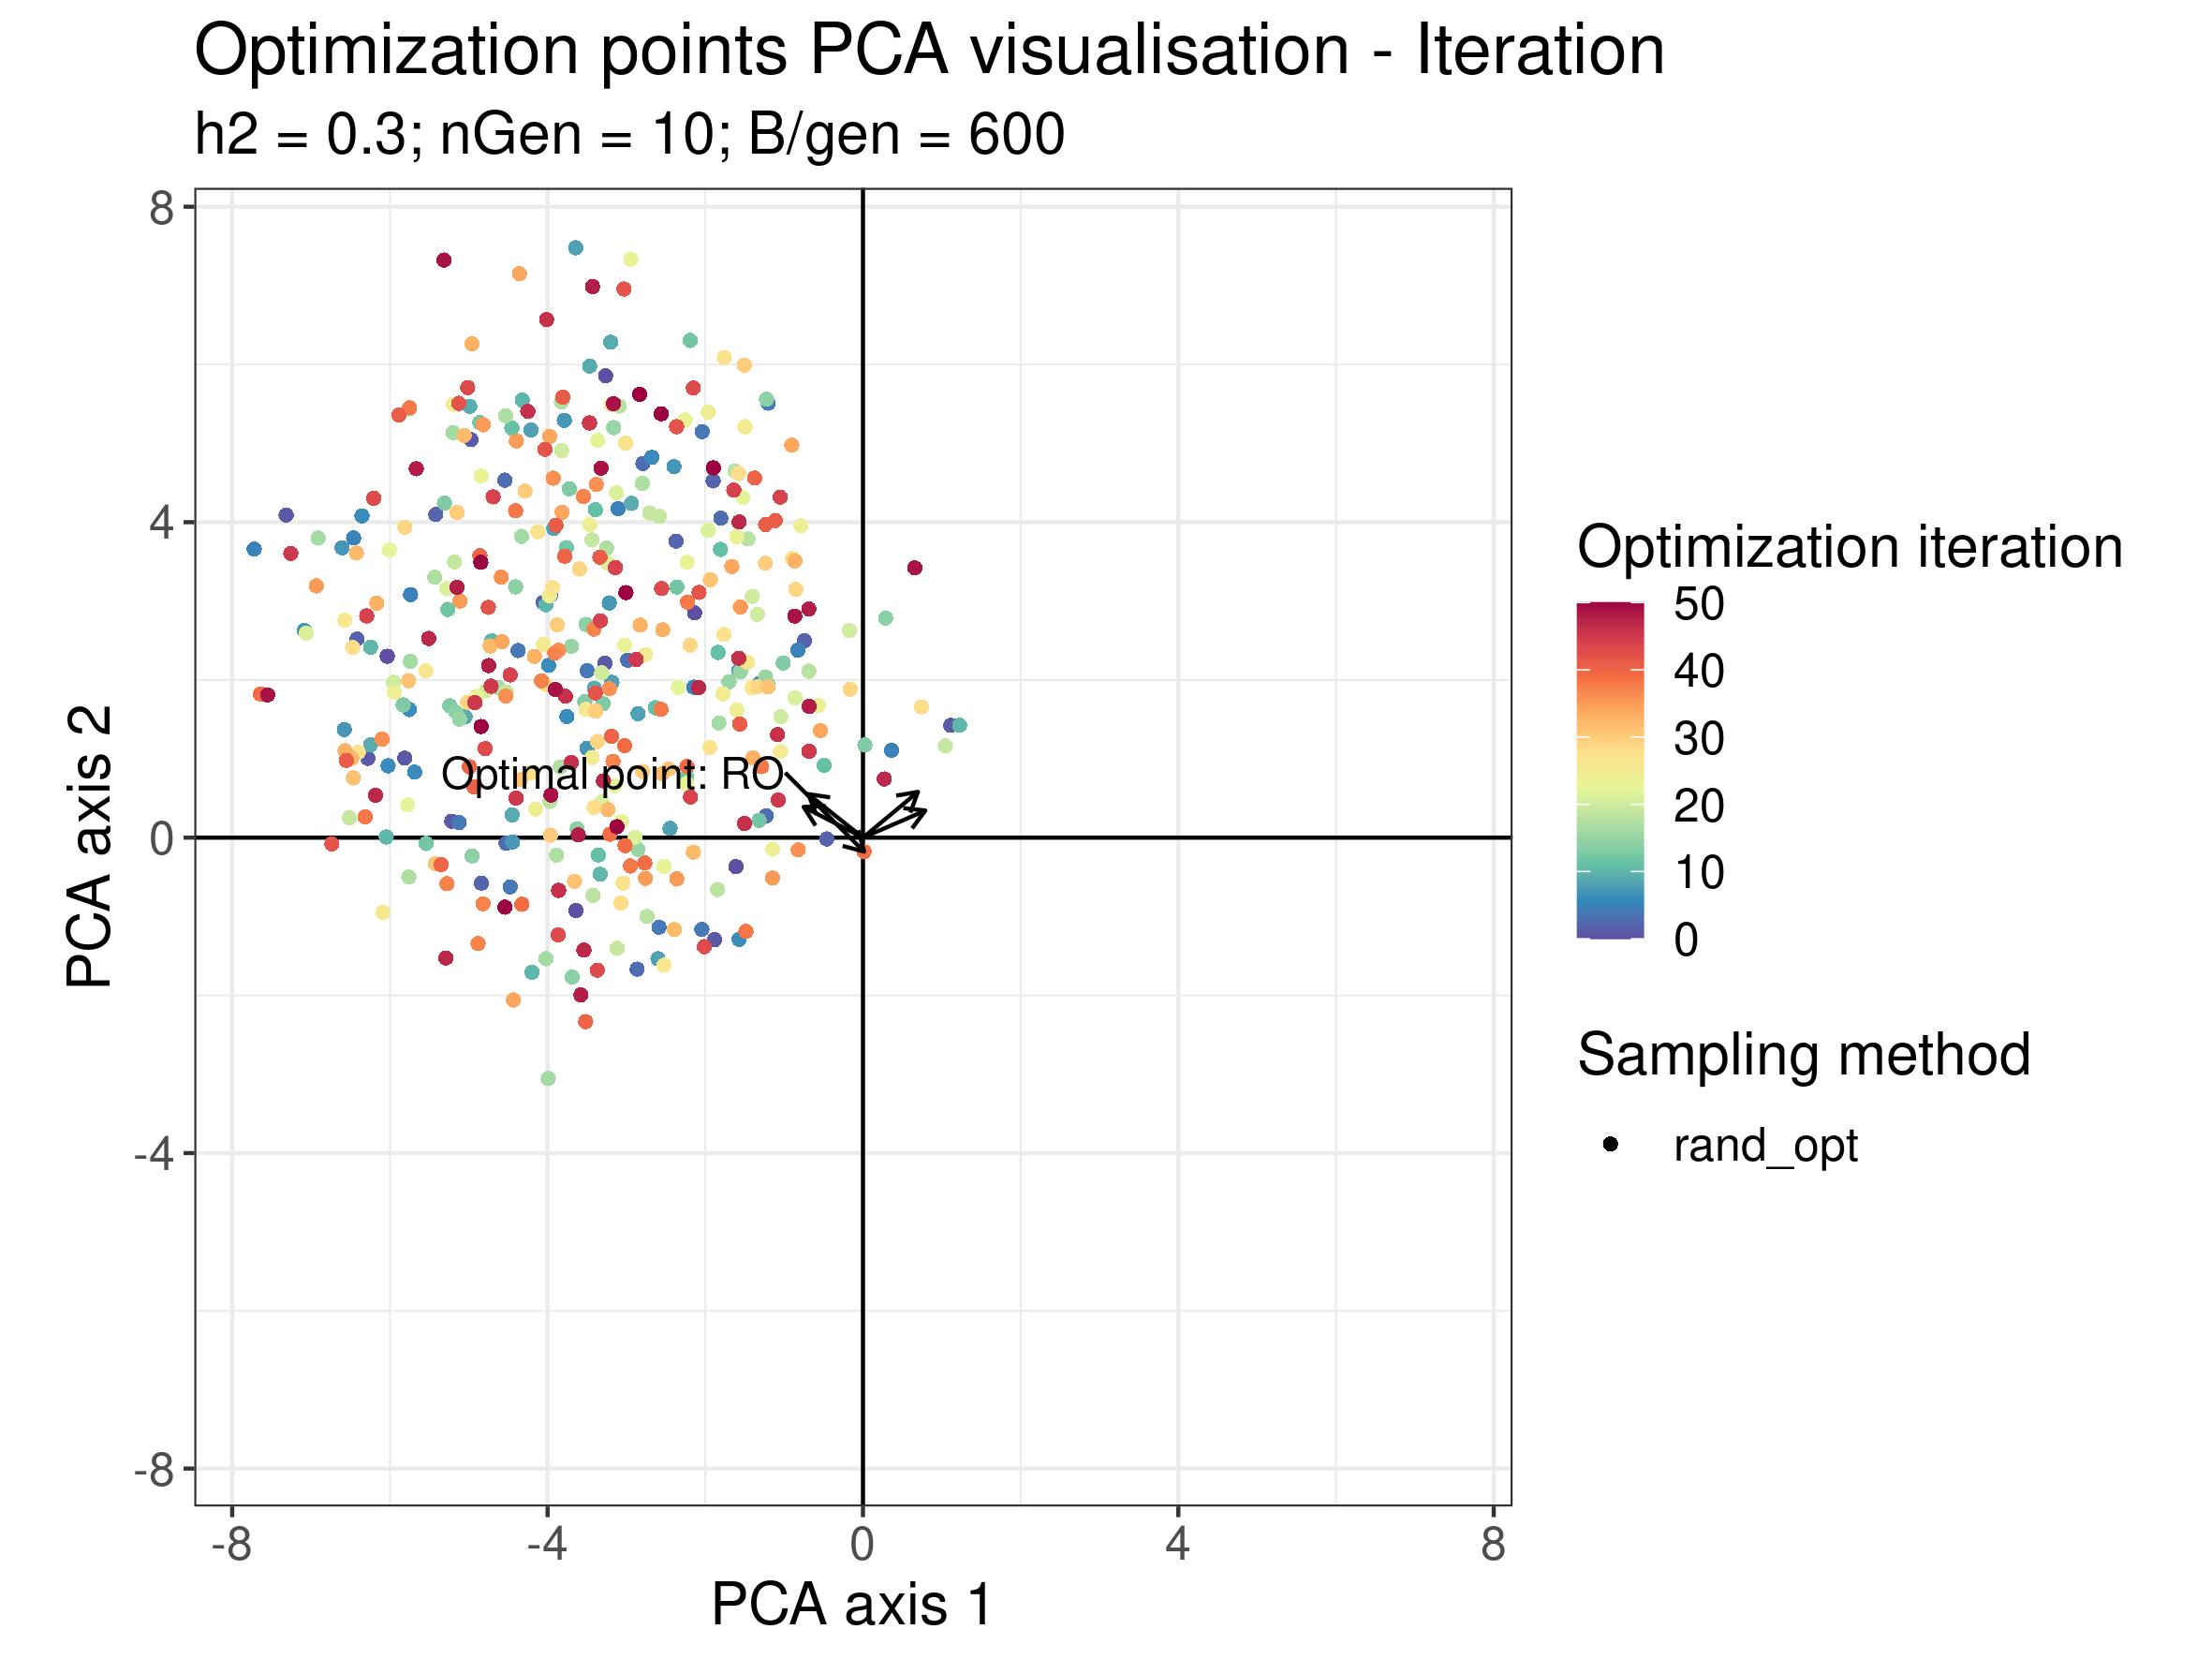 Optimization points PCA visualisation - Iteration
h2 = 0.3; nGen = 10; B/gen = 600
PCA axis 2
8
4
0
-4
-8
Optimal point: RO
-8
-4
0
4
8
PCA axis 1
Optimization iteration
50
40
30
20
10
0
Sampling method
rand_opt